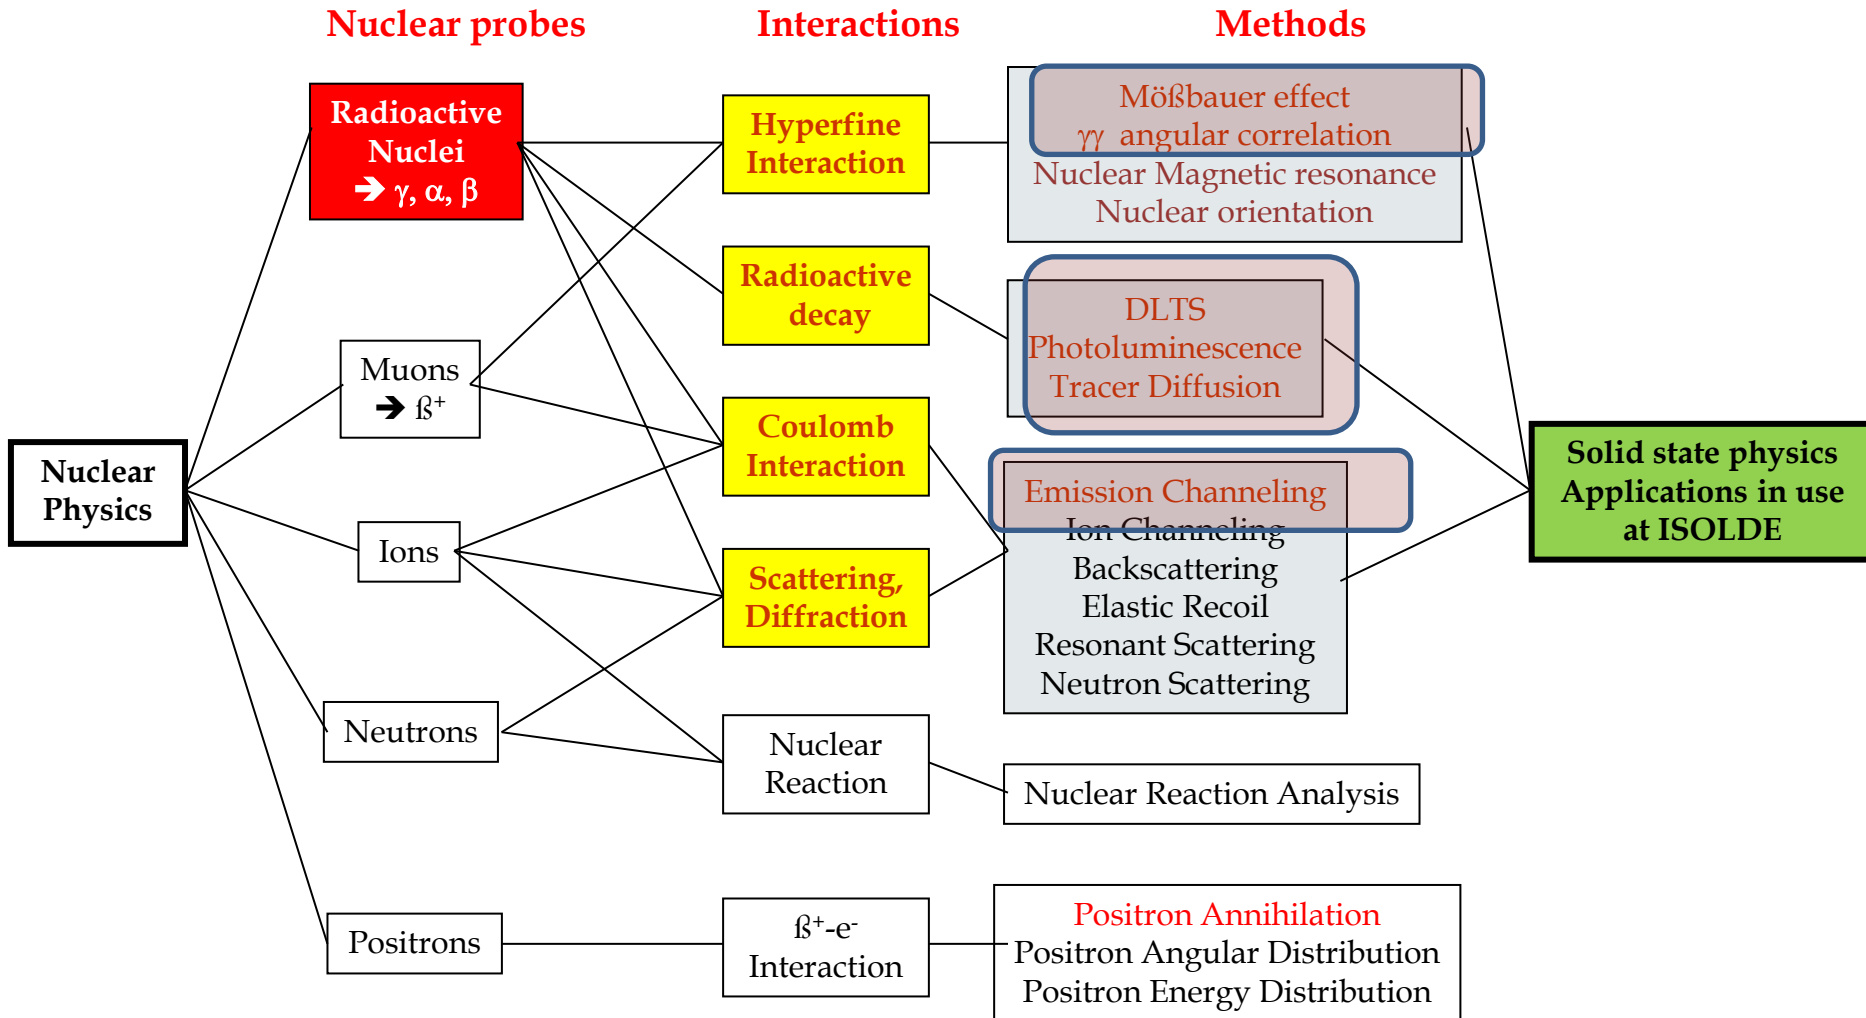 Nuclear probes
Interactions
Methods
Radioactive
Nuclei
➔ γ, α, β
Muons
➔ ß⁺
Nuclear
Physics
Ions
Neutrons
Positrons
Hyperfine
Interaction
Radioactive
decay
Coulomb
Interaction
Scattering,
Diffraction
Nuclear
Reaction
ß⁺-e⁻
Interaction
Mößbauer effect
γγ angular correlation
Nuclear Magnetic resonance
Nuclear orientation
DLTS
Photoluminescence
Tracer Diffusion
Emission Channeling
Ion Channeling
Backscattering
Elastic Recoil
Resonant Scattering
Neutron Scattering
Nuclear Reaction Analysis
Positron Annihilation
Positron Angular Distribution
Positron Energy Distribution
Solid state physics
Applications in use
at ISOLDE